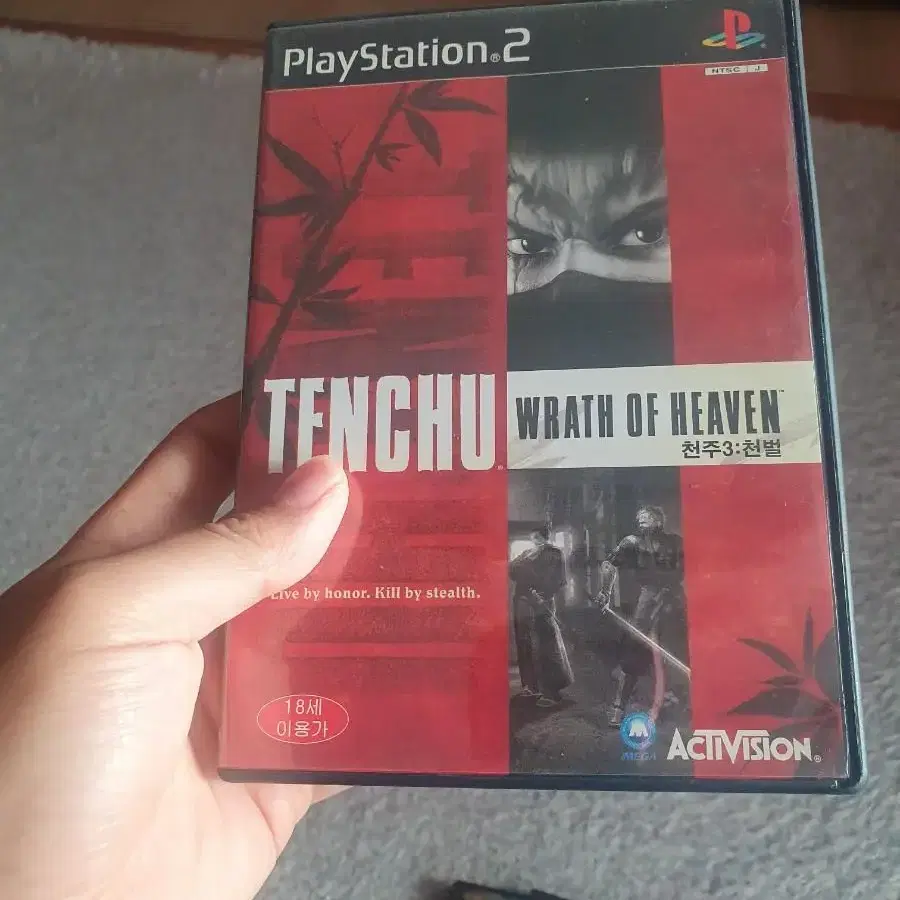 PlayStation®2
NTSC J
TENCHU®
WRATH OF HEAVEN™
천주3:천벌
Live by honor. Kill by stealth.
18세
이용가
MEGA
ACTIVISION®